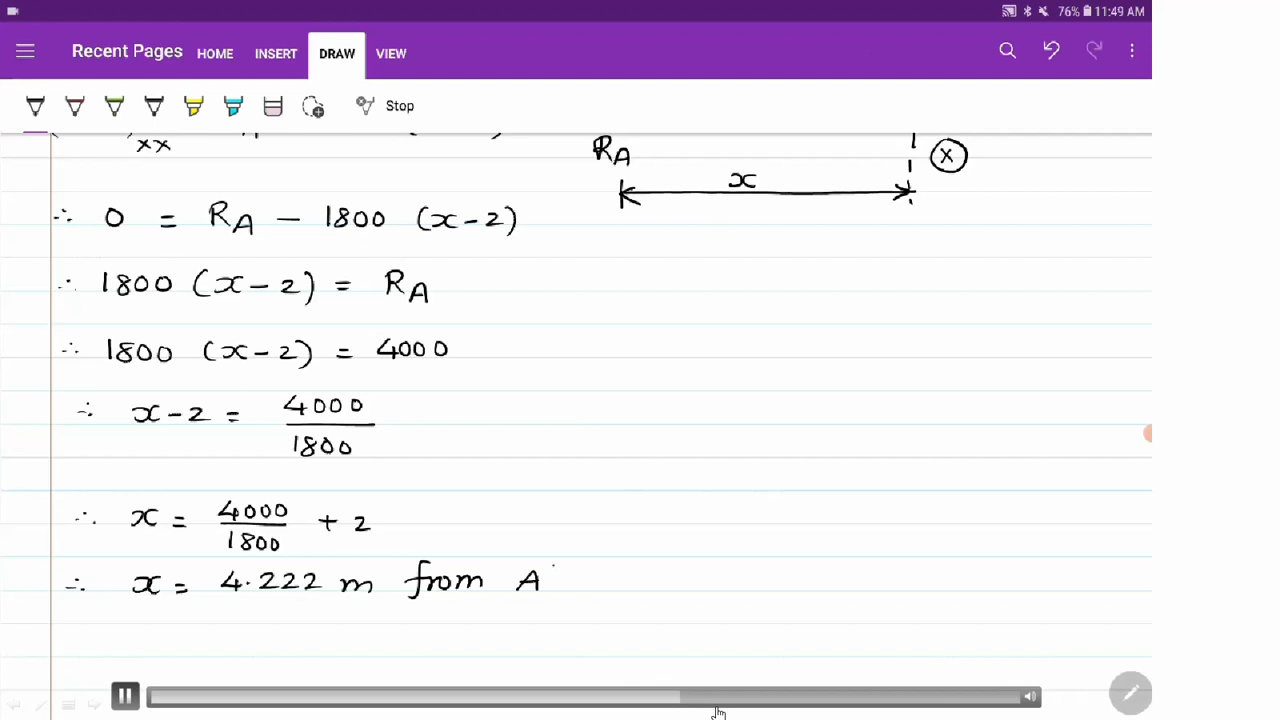 76% 11:49 AM
Recent Pages HOME INSERT DRAW VIEW
Stop
xx
R_A
x
X
∴ 0 = R_A − 1800 (x−2)
∴ 1800 (x−2) = R_A
∴ 1800 (x−2) = 4000
∴ x−2 = 4000/1800
∴ x = 4000/1800 + 2
∴ x = 4.222 m from A